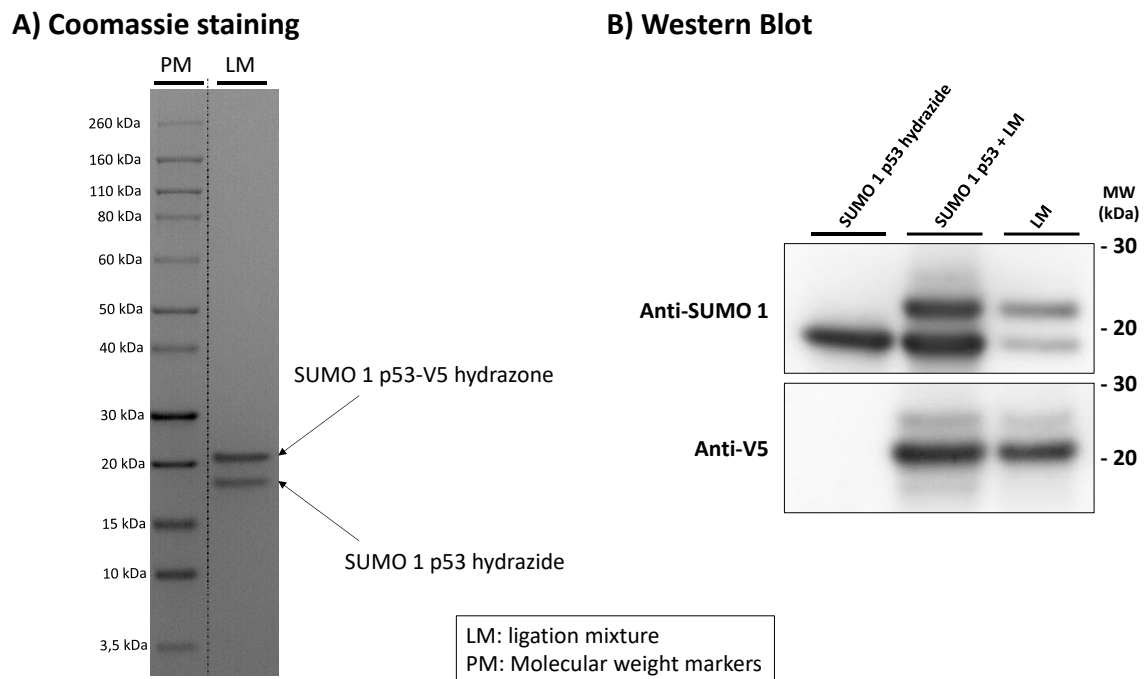 A) Coomassie staining
PM LM
260 kDa
160 kDa
110 kDa
80 kDa
60 kDa
50 kDa
40 kDa
30 kDa
20 kDa
15 kDa
10 kDa
3,5 kDa
SUMO 1 p53-V5 hydrazone
SUMO 1 p53 hydrazide
B) Western Blot
SUMO 1 p53 hydrazide
SUMO 1 p53 + LM
LM
MW
(kDa)
Anti-SUMO 1
- 30
- 20
Anti-V5
- 30
- 20
LM: ligation mixture
PM: Molecular weight markers